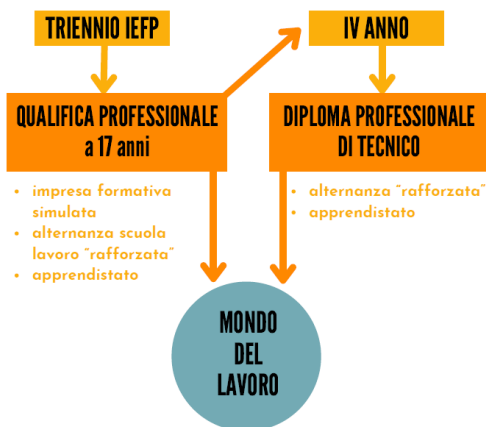 TRIENNIO IEFP
IV ANNO
QUALIFICA PROFESSIONALE
a 17 anni
DIPLOMA PROFESSIONALE
DI TECNICO
• impresa formativa
simulata
• alternanza scuola
lavoro "rafforzata"
• apprendistato
• alternanza "rafforzata"
• apprendistato
MONDO
DEL
LAVORO